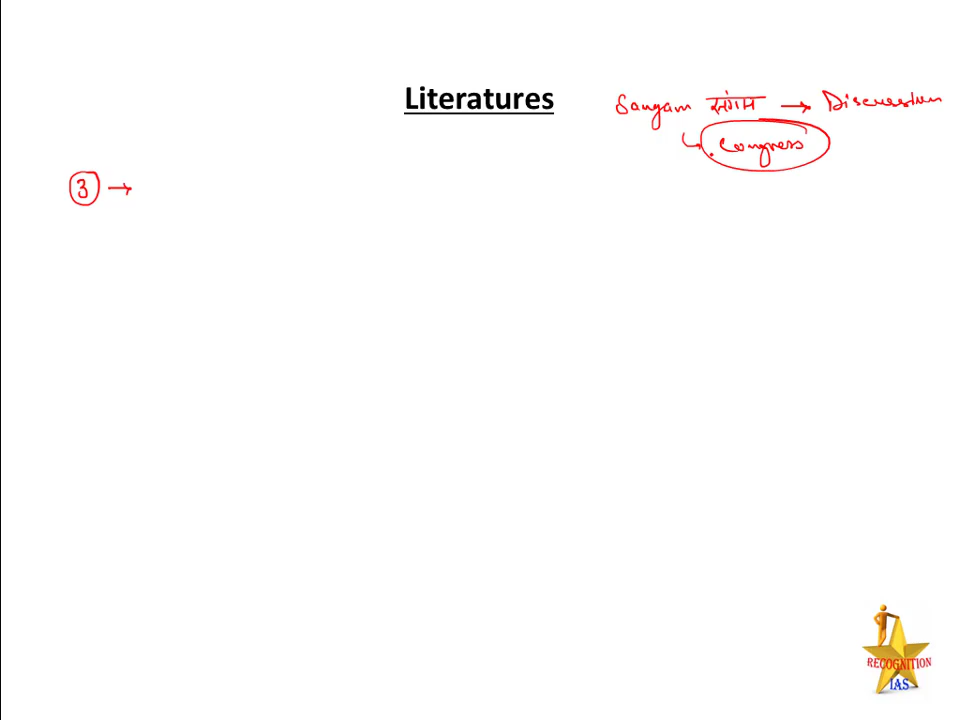 Literatures
Sangam संगम → Discussion
↳ Congress
3 →
RECOGNITION
IAS